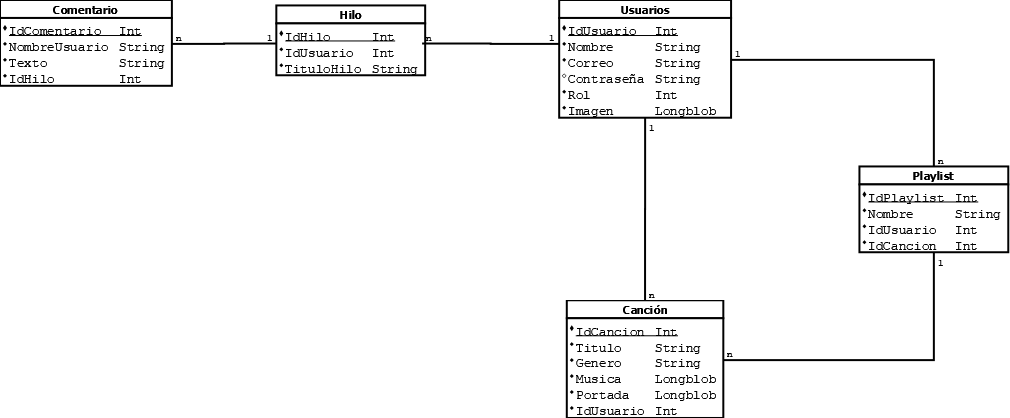 Comentario
IdComentario Int
NombreUsuario String
Texto String
IdHilo Int
n
1
Hilo
IdHilo Int
IdUsuario Int
TituloHilo String
n
1
Usuarios
IdUsuario Int
Nombre String
Correo String
Contraseña String
Rol Int
Imagen Longblob
1
1
n
Playlist
IdPlaylist Int
Nombre String
IdUsuario Int
IdCancion Int
1
n
Canción
IdCancion Int
Titulo String
Genero String
Musica Longblob
Portada Longblob
IdUsuario Int
n